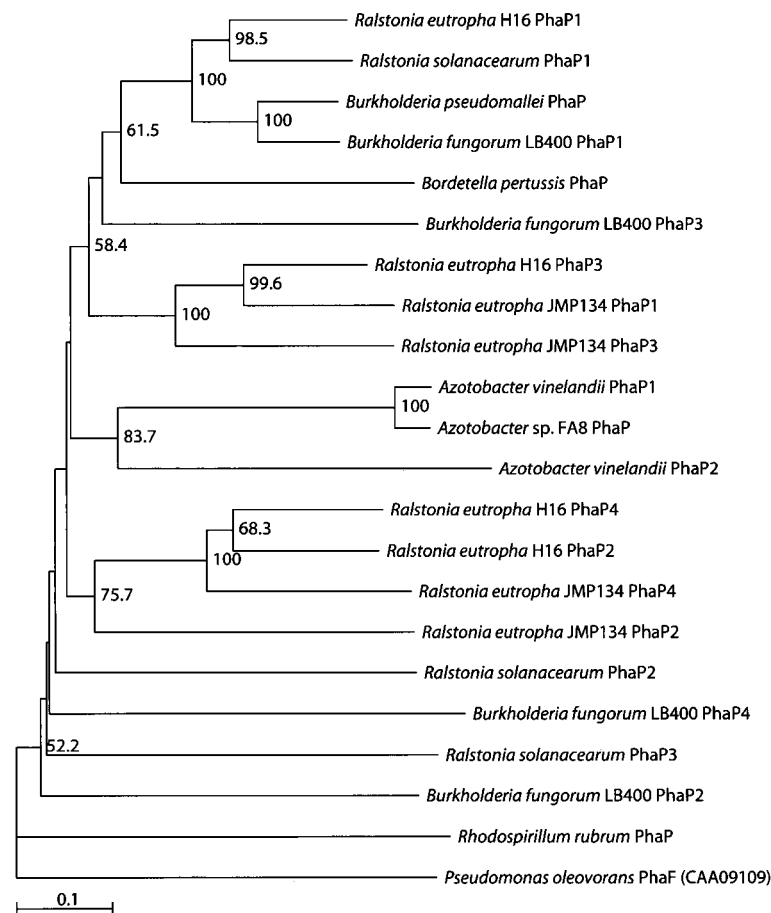 Ralstonia eutropha H16 PhaP1
98.5
Ralstonia solanacearum PhaP1
100
Burkholderia pseudomallei PhaP
100
61.5
Burkholderia fungorum LB400 PhaP1
Bordetella pertussis PhaP
Burkholderia fungorum LB400 PhaP3
58.4
Ralstonia eutropha H16 PhaP3
99.6
Ralstonia eutropha JMP134 PhaP1
100
Ralstonia eutropha JMP134 PhaP3
Azotobacter vinelandii PhaP1
100
Azotobacter sp. FA8 PhaP
83.7
Azotobacter vinelandii PhaP2
Ralstonia eutropha H16 PhaP4
68.3
Ralstonia eutropha H16 PhaP2
100
Ralstonia eutropha JMP134 PhaP4
75.7
Ralstonia eutropha JMP134 PhaP2
Ralstonia solanacearum PhaP2
Burkholderia fungorum LB400 PhaP4
52.2
Ralstonia solanacearum PhaP3
Burkholderia fungorum LB400 PhaP2
Rhodospirillum rubrum PhaP
Pseudomonas oleovorans PhaF (CAA09109)
0.1